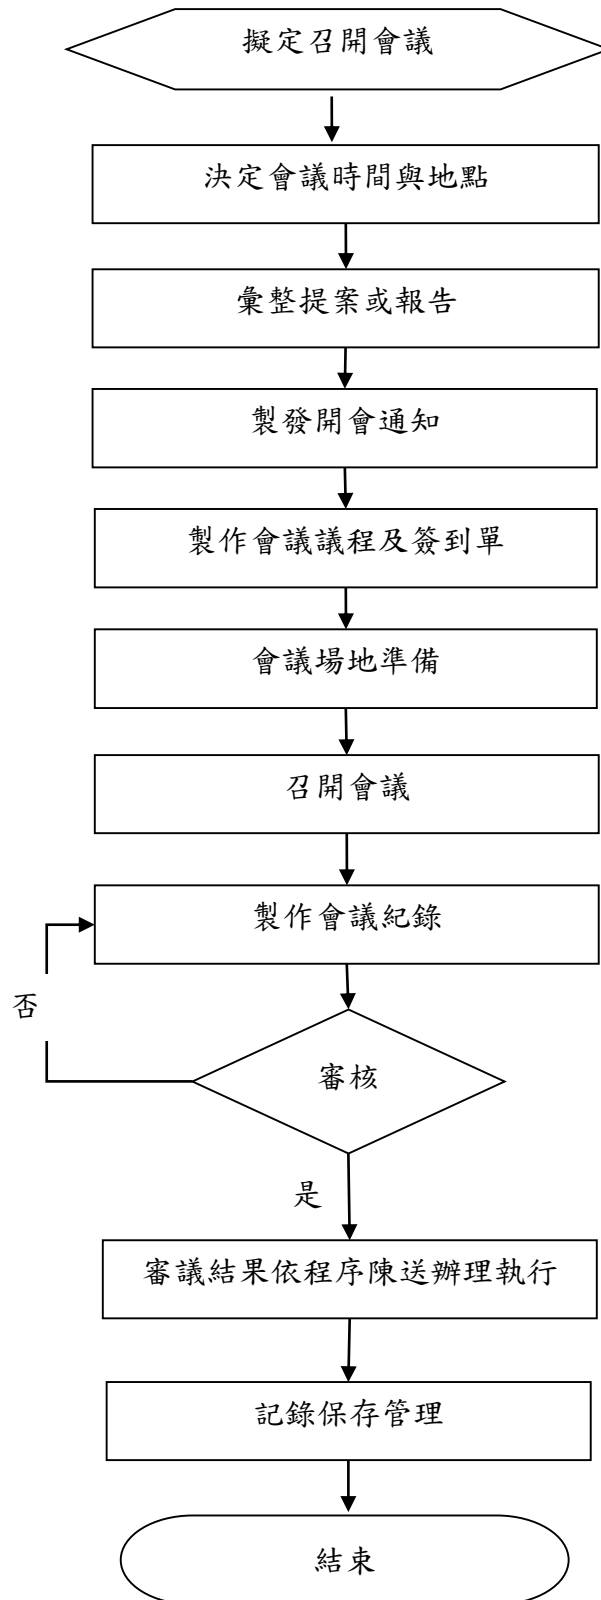 擬定召開會議
決定會議時間與地點
彙整提案或報告
製發開會通知
製作會議議程及簽到單
會議場地準備
召開會議
製作會議紀錄
否
審核
是
審議結果依程序陳送辦理執行
記錄保存管理
結束